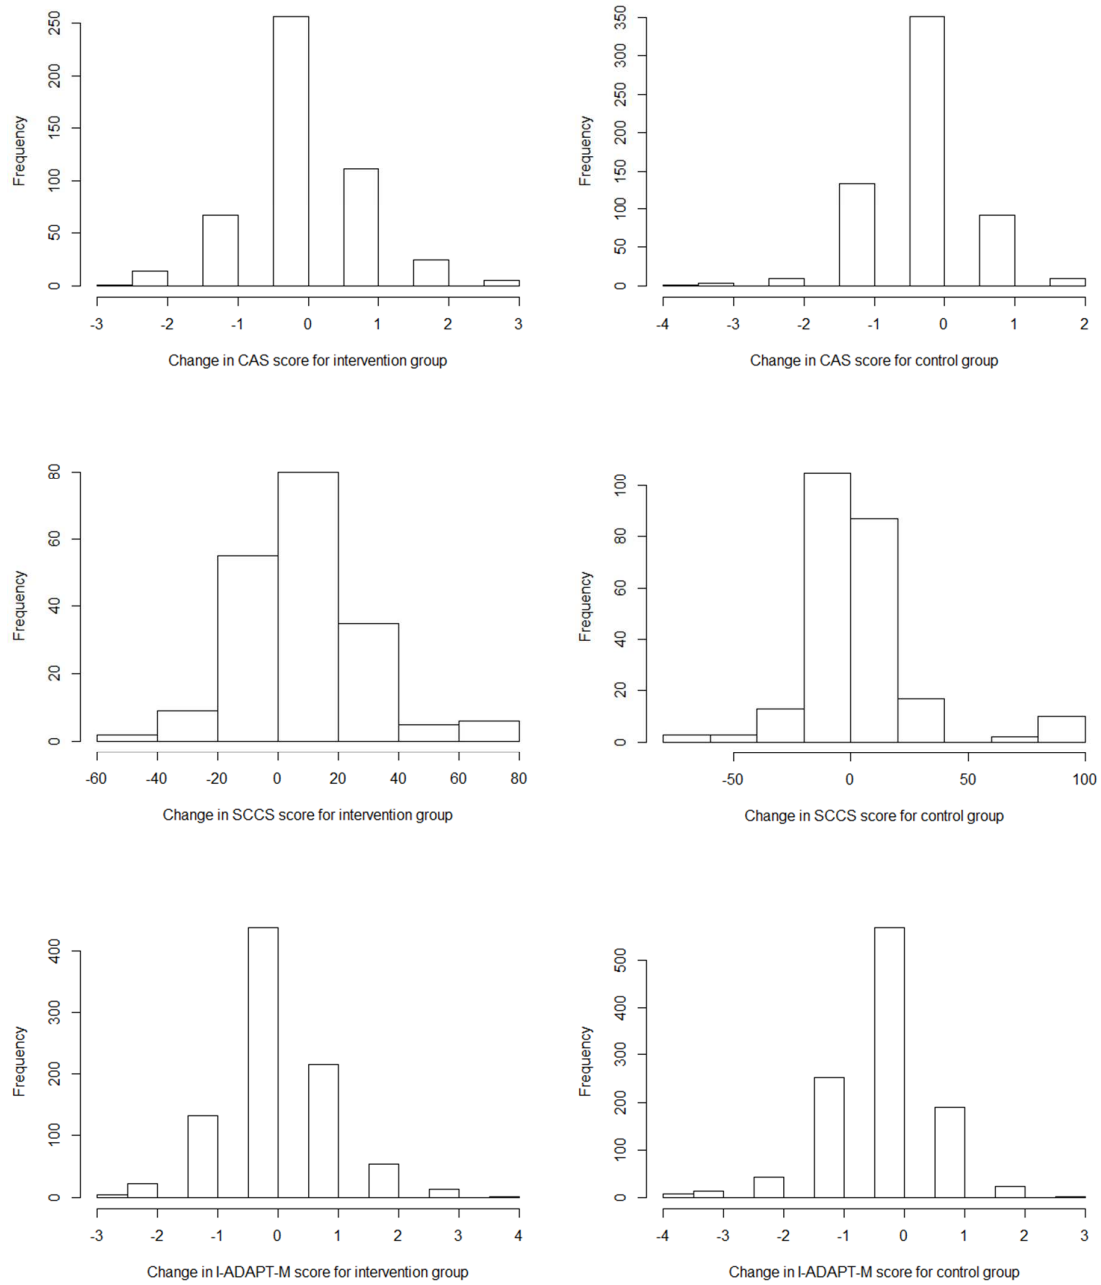 250
200
150
100
50
0
Frequency
-3 -2 -1 0 1 2 3
Change in CAS score for intervention group
350
300
250
200
150
100
50
0
Frequency
-4 -3 -2 -1 0 1 2
Change in CAS score for control group
80
60
40
20
0
Frequency
-60 -40 -20 0 20 40 60 80
Change in SCCS score for intervention group
100
80
60
40
20
0
Frequency
-50 0 50 100
Change in SCCS score for control group
400
300
200
100
0
Frequency
-3 -2 -1 0 1 2 3 4
Change in I-ADAPT-M score for intervention group
500
400
300
200
100
0
Frequency
-4 -3 -2 -1 0 1 2 3
Change in I-ADAPT-M score for control group